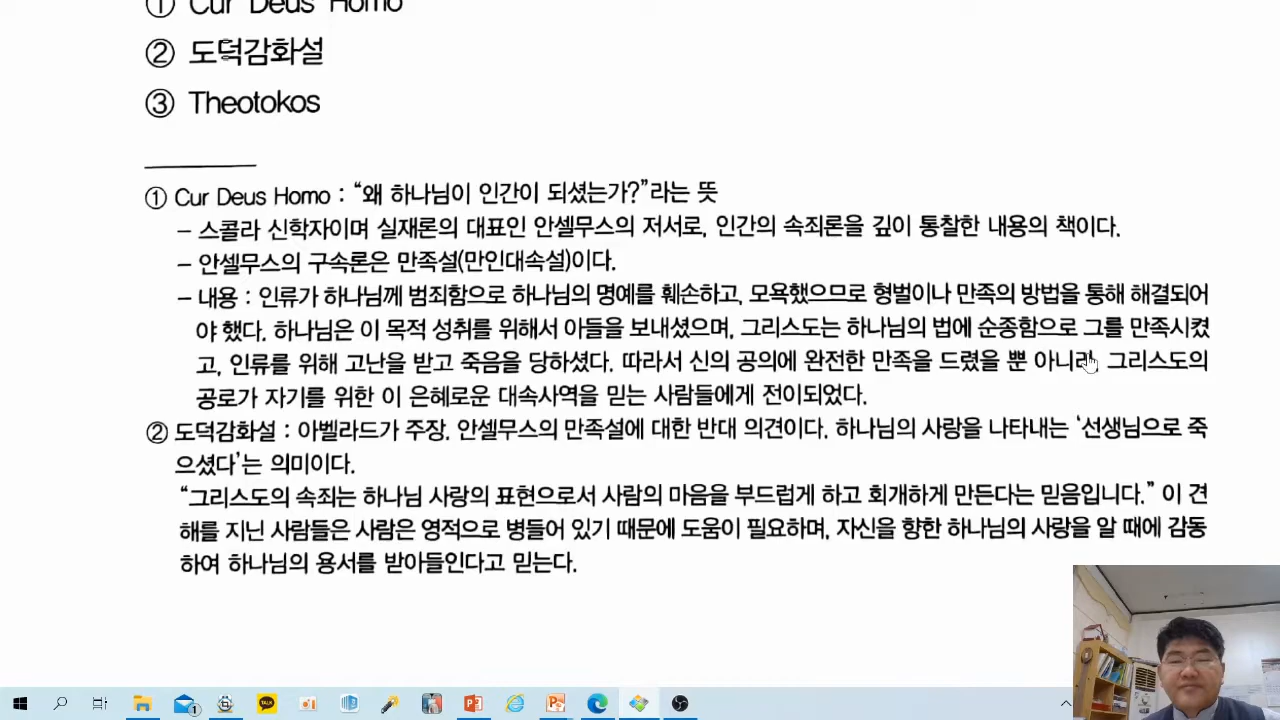 ① Cur Deus Homo
② 도덕감화설
③ Theotokos
① Cur Deus Homo : “왜 하나님이 인간이 되셨는가?”라는 뜻
– 스콜라 신학자이며 실재론의 대표인 안셀무스의 저서로, 인간의 속죄론을 깊이 통찰한 내용의 책이다.
– 안셀무스의 구속론은 만족설(만인대속설)이다.
– 내용 : 인류가 하나님께 범죄함으로 하나님의 명예를 훼손하고, 모욕했으므로 형벌이나 만족의 방법을 통해 해결되어
야 했다. 하나님은 이 목적 성취를 위해서 아들을 보내셨으며, 그리스도는 하나님의 법에 순종함으로 그를 만족시켰
고, 인류를 위해 고난을 받고 죽음을 당하셨다. 따라서 신의 공의에 완전한 만족을 드렸을 뿐 아니라 그리스도의
공로가 자기를 위한 이 은혜로운 대속사역을 믿는 사람들에게 전이되었다.
② 도덕감화설 : 아벨라드가 주장. 안셀무스의 만족설에 대한 반대 의견이다. 하나님의 사랑을 나타내는 ‘선생님으로 죽
으셨다’는 의미이다.
“그리스도의 속죄는 하나님 사랑의 표현으로서 사람의 마음을 부드럽게 하고 회개하게 만든다는 믿음입니다.” 이 견
해를 지닌 사람들은 사람은 영적으로 병들어 있기 때문에 도움이 필요하며, 자신을 향한 하나님의 사랑을 알 때에 감동
하여 하나님의 용서를 받아들인다고 믿는다.